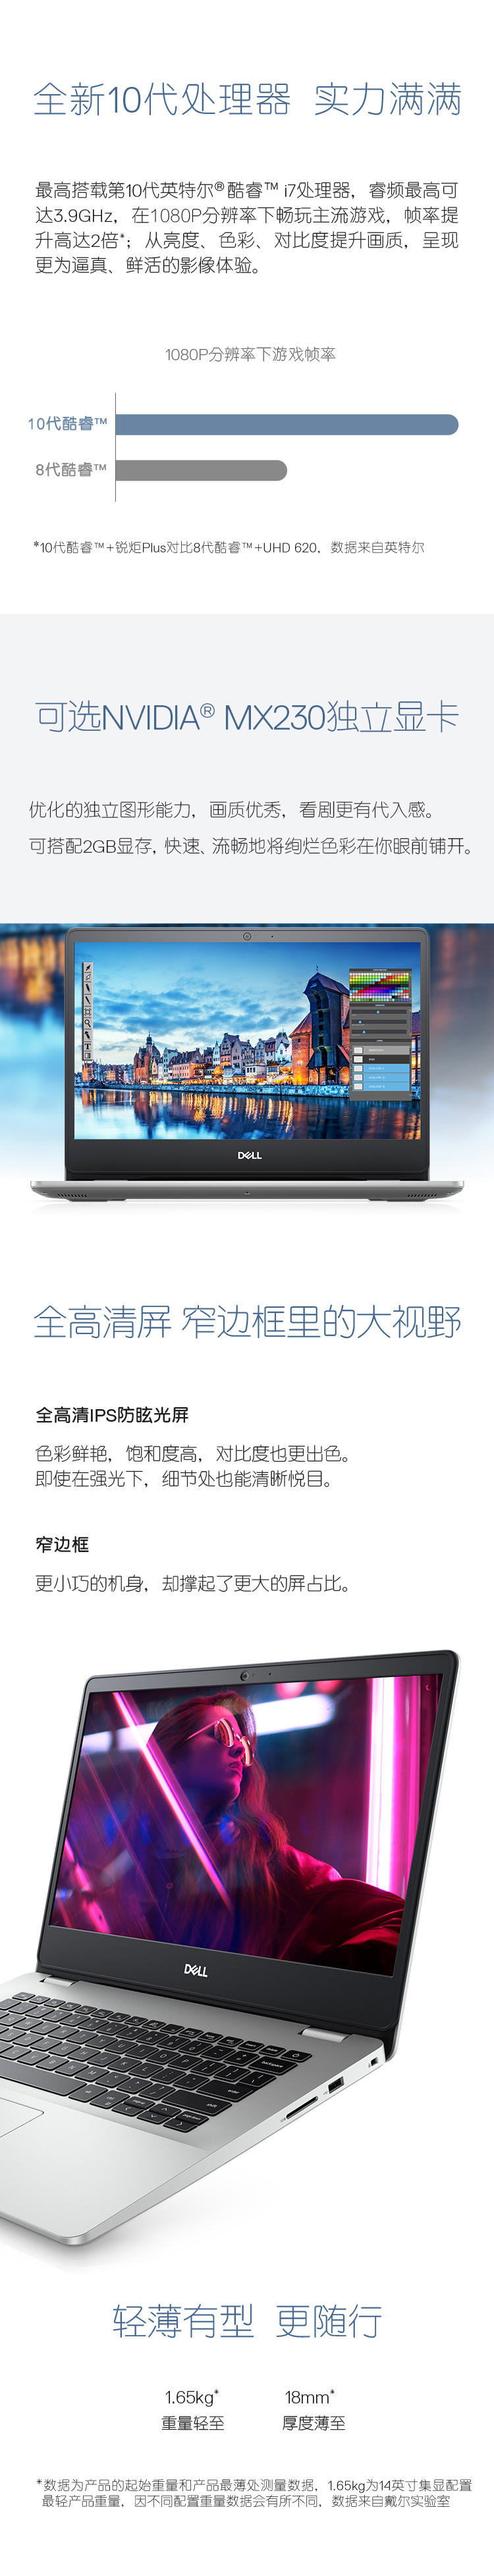 全新10代处理器 实力满满
最高搭载第10代英特尔®酷睿™ i7处理器，睿频最高可
达3.9GHz，在1080P分辨率下畅玩主流游戏，帧率提
升高达2倍*；从亮度、色彩、对比度提升画质，呈现
更为逼真、鲜活的影像体验。
1080P分辨率下游戏帧率
10代酷睿™
8代酷睿™
*10代酷睿™+锐炬Plus对比8代酷睿™+UHD 620，数据来自英特尔
可选NVIDIA® MX230独立显卡
优化的独立图形能力，画质优秀，看剧更有代入感。
可搭配2GB显存，快速、流畅地将绚烂色彩在你眼前铺开。
DELL
全高清屏 窄边框里的大视野
全高清IPS防眩光屏
色彩鲜艳，饱和度高，对比度也更出色。
即使在强光下，细节处也能清晰悦目。
窄边框
更小巧的机身，却撑起了更大的屏占比。
DELL
轻薄有型 更随行
1.65kg* 18mm*
重量轻至 厚度薄至
*数据为产品的起始重量和产品最薄处测量数据，1.65kg为14英寸集显配置
最轻产品重量，因不同配置重量数据会有所不同，数据来自戴尔实验室